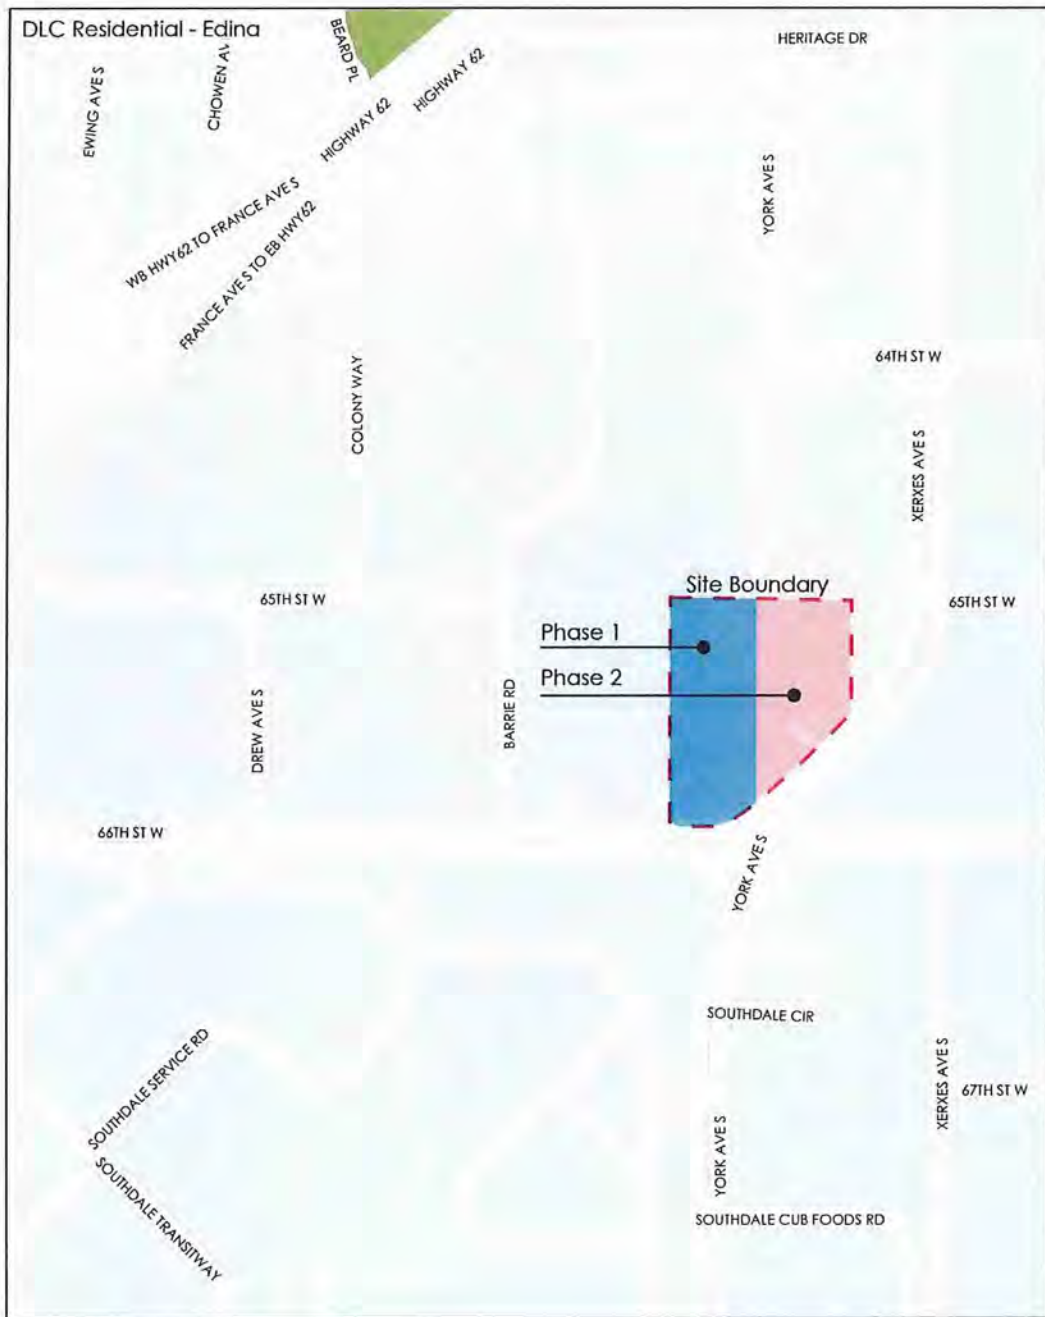 DLC Residential - Edina
BEARD PL
HERITAGE DR
EWING AVE S
CHOWEN AV
HIGHWAY 62
HIGHWAY 62
YORK AVE S
WB HWY62 TO FRANCE AVE S
FRANCE AVE S TO EB HWY62
64TH ST W
COLONY WAY
XERXES AVE S
Site Boundary
65TH ST W
65TH ST W
Phase 1
Phase 2
BARRIE RD
DREW AVE S
66TH ST W
YORK AVE S
SOUTHDALE CIR
SOUTHDALE SERVICE RD
XERXES AVE S
67TH ST W
YORK AVE S
SOUTHDALE TRANSITWAY
SOUTHDALE CUB FOODS RD